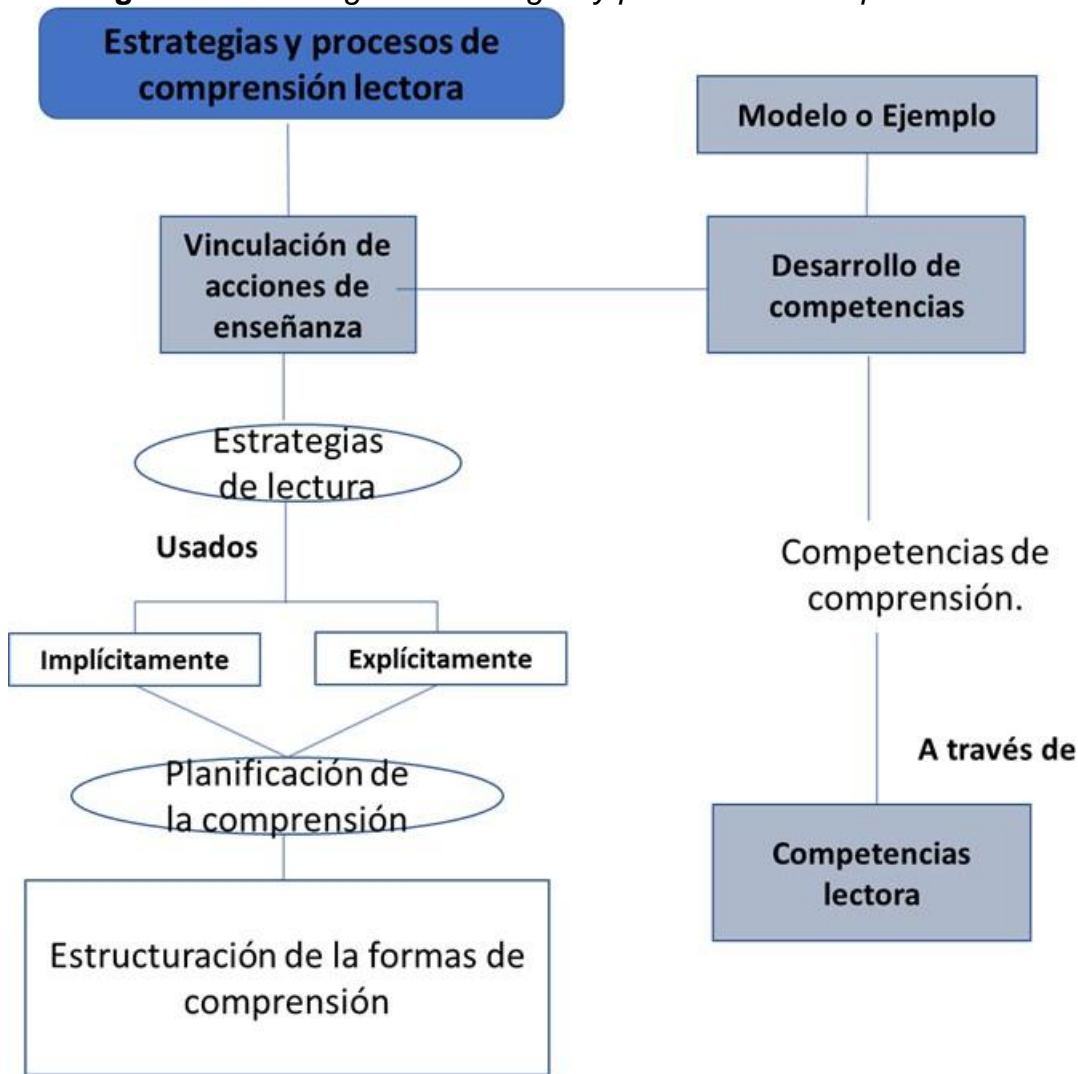 Estrategias y procesos de
comprensión lectora
Modelo o Ejemplo
Vinculación de
acciones de
enseñanza
Desarrollo de
competencias
Estrategias
de lectura
Usados
Implícitamente
Explícitamente
Competencias de
comprensión.
Planificación de
la comprensión
A través de
Competencias
lectora
Estructuración de la formas de
comprensión